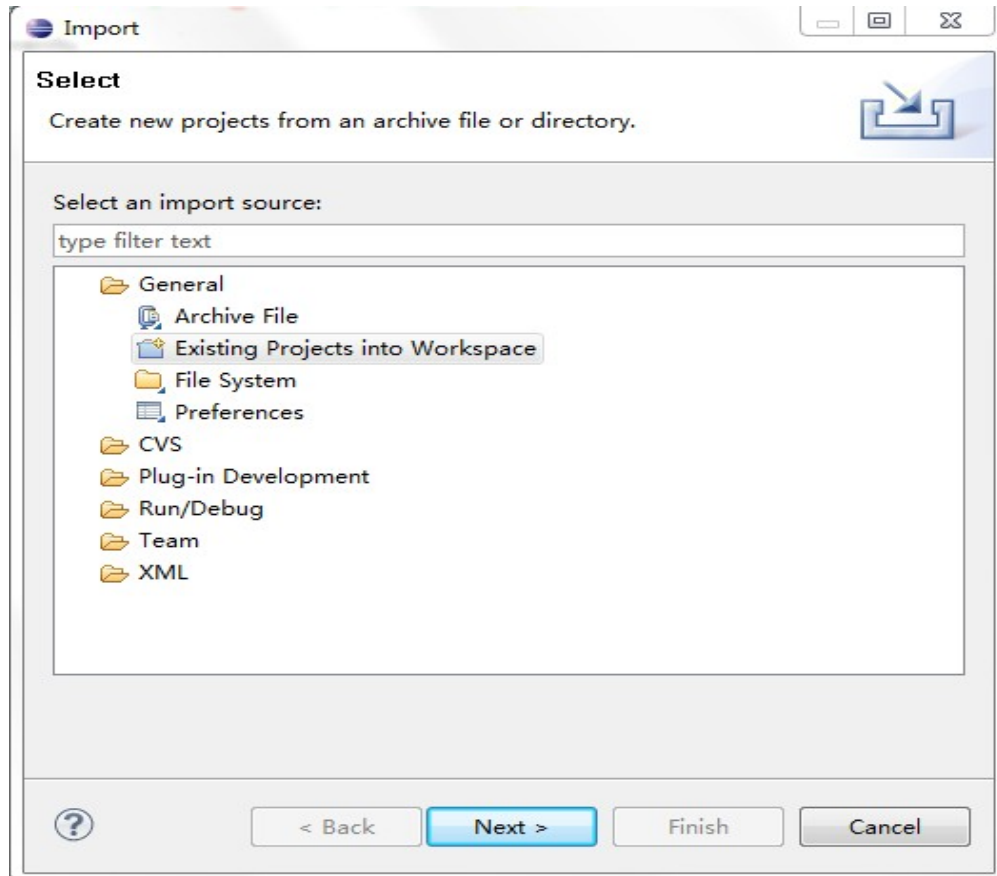 Import
Select
Create new projects from an archive file or directory.
Select an import source:
type filter text
General
Archive File
Existing Projects into Workspace
File System
Preferences
CVS
Plug-in Development
Run/Debug
Team
XML
?
< Back
Next >
Finish
Cancel